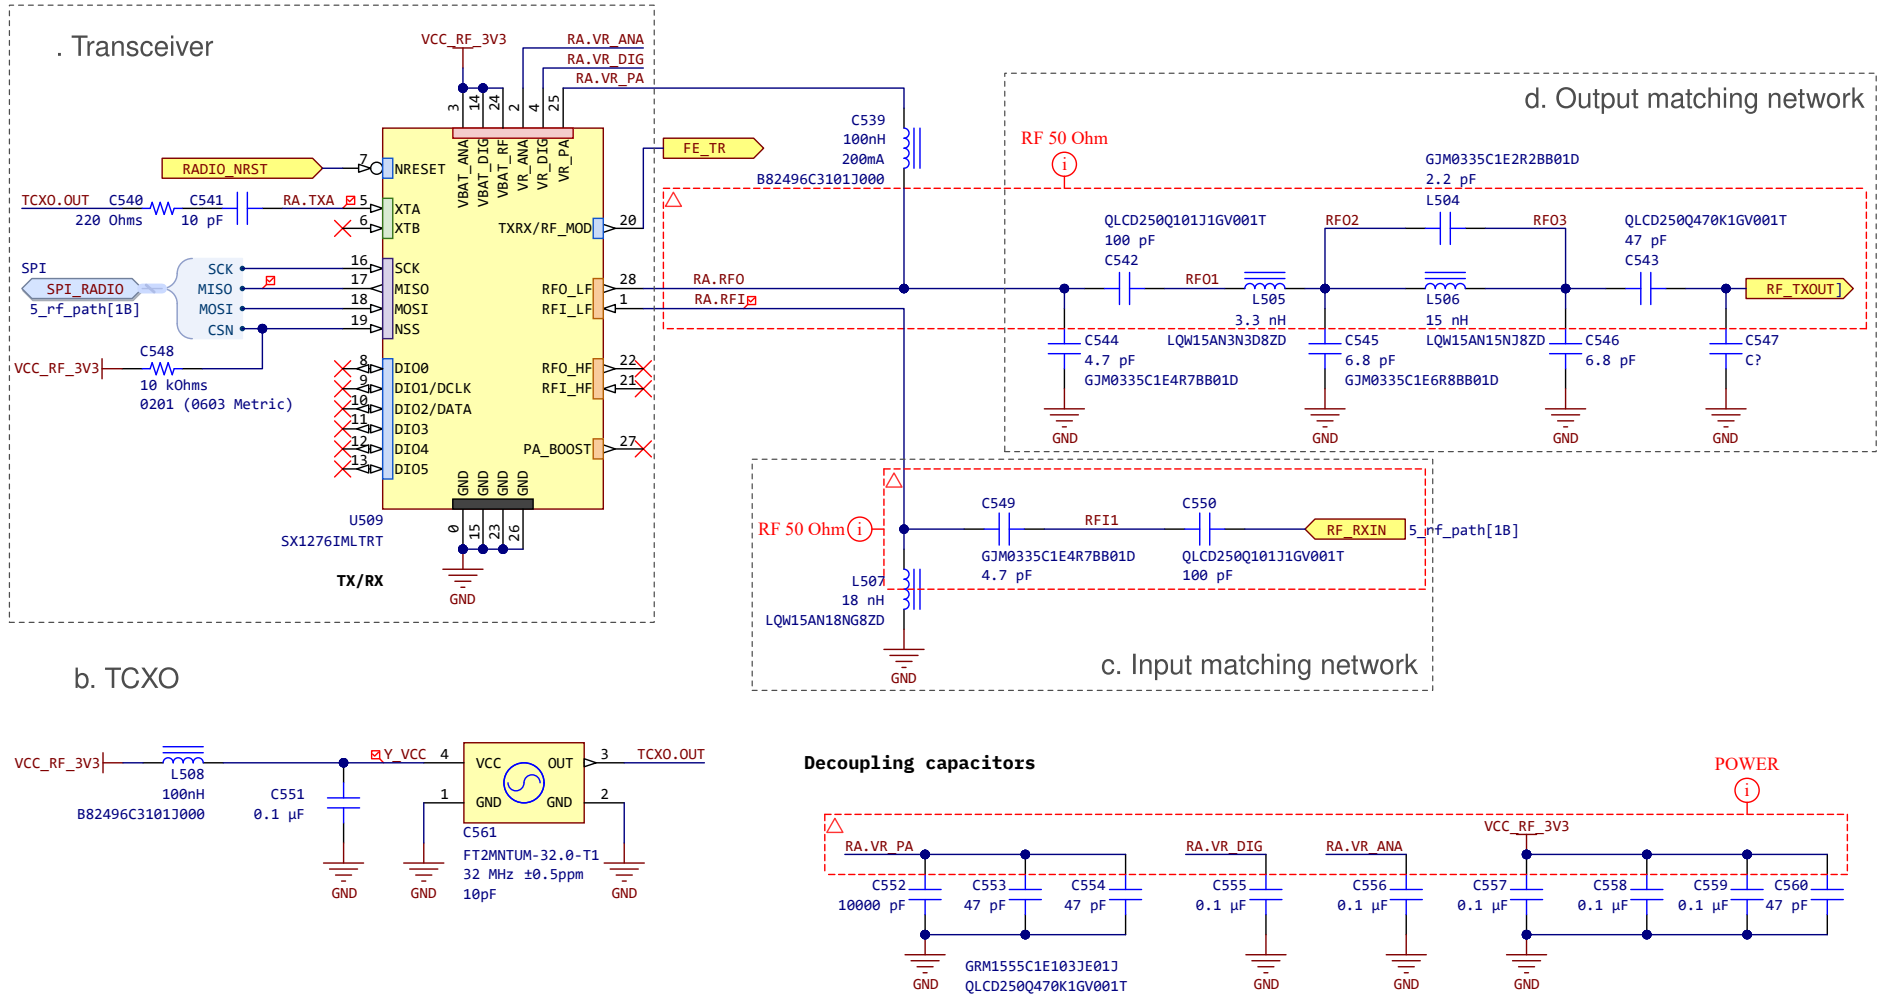 . Transceiver
VCC_RF_3V3
RA.VR_ANA
RA.VR_DIG
RA.VR_PA
3
14
24
2
4
25
VBAT_ANA
VBAT_DIG
VBAT_RF
VR_ANA
VR_DIG
VR_PA
RADIO_NRST
7
NRESET
TCXO.OUT
C540
220 Ohms
C541
10 pF
RA.TXA
5
XTA
6
XTB
SPI
SPI_RADIO
5_rf_path[1B]
SCK
MISO
MOSI
CSN
16
SCK
17
MISO
18
MOSI
19
NSS
VCC_RF_3V3
C548
10 kOhms
0201 (0603 Metric)
8
DIO0
9
DIO1/DCLK
10
DIO2/DATA
11
DIO3
12
DIO4
13
DIO5
TXRX/RF_MOD
20
FE_TR
RFO_LF
28
RA.RFO
RFI_LF
1
RA.RFI
RFO_HF
22
RFI_HF
21
PA_BOOST
27
GND
GND
GND
GND
0
15
23
26
U509
SX1276IMLTRT
TX/RX
GND
C539
100nH
200mA
B82496C3101J000
d. Output matching network
RF 50 Ohm
i
GJM0335C1E2R2BB01D
2.2 pF
L504
QLCD250Q101J1GV001T
100 pF
C542
RFO1
L505
3.3 nH
LQW15AN3N3D8ZD
RFO2
RFO3
L506
15 nH
LQW15AN15NJ8ZD
QLCD250Q470K1GV001T
47 pF
C543
RF_TXOUT]
C544
4.7 pF
GJM0335C1E4R7BB01D
GND
C545
6.8 pF
GJM0335C1E6R8BB01D
GND
C546
6.8 pF
GND
C547
C?
GND
RF 50 Ohm
i
C549
GJM0335C1E4R7BB01D
4.7 pF
RFI1
C550
QLCD250Q101J1GV001T
100 pF
RF_RXIN
5_rf_path[1B]
L507
18 nH
LQW15AN18NG8ZD
GND
c. Input matching network
b. TCXO
VCC_RF_3V3
L508
100nH
B82496C3101J000
C551
0.1 µF
GND
Y_VCC
4
VCC
OUT
3
TCXO.OUT
1
GND
GND
2
C561
FT2MNTUM-32.0-T1
32 MHz ±0.5ppm
10pF
GND
GND
Decoupling capacitors
POWER
i
RA.VR_PA
C552
10000 pF
C553
47 pF
C554
47 pF
GND
GRM1555C1E103JE01J
QLCD250Q470K1GV001T
RA.VR_DIG
C555
0.1 µF
GND
RA.VR_ANA
C556
0.1 µF
GND
VCC_RF_3V3
C557
0.1 µF
C558
0.1 µF
C559
0.1 µF
C560
47 pF
GND